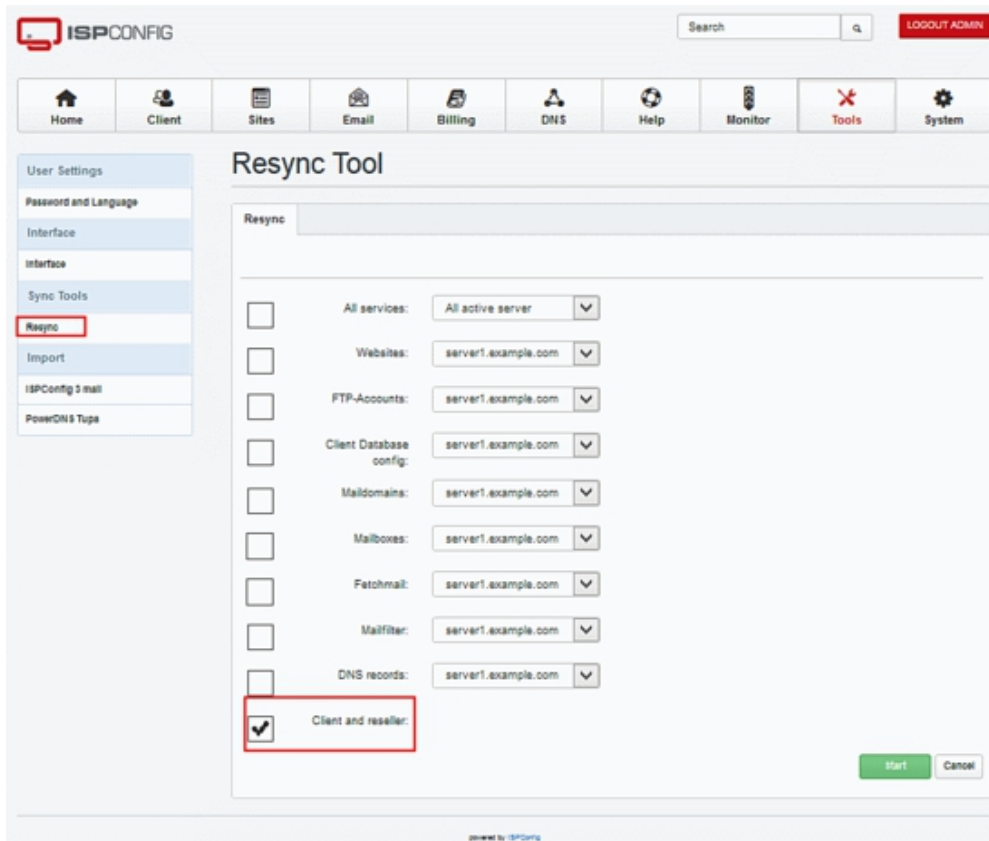 ISPCONFIG
Search
LOGOUT ADMIN
Home
Client
Sites
Email
Billing
DNS
Help
Monitor
Tools
System
User Settings
Password and Language
Interface
Interface
Sync Tools
Resync
Import
ISPConfig 3 mail
PowerDNS Tupa
Resync Tool
Resync
All services:
All active server
Websites:
server1.example.com
FTP-Accounts:
server1.example.com
Client Database
config:
server1.example.com
Maildomains:
server1.example.com
Mailboxes:
server1.example.com
Fetchmail:
server1.example.com
Mailfilter:
server1.example.com
DNS records:
server1.example.com
Client and reseller:
Start
Cancel
powered by ISPConfig